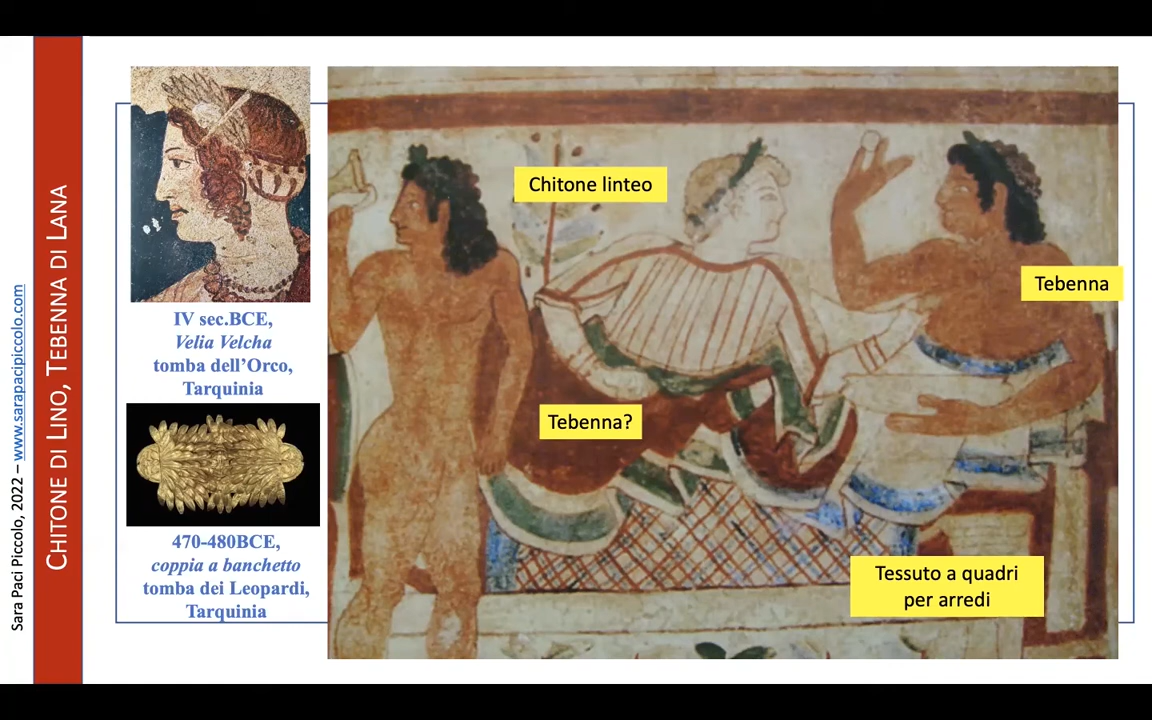 Sara Paci Piccolo, 2022 – www.sarapacipiccolo.com
CHITONE DI LINO, TEBENNA DI LANA
IV sec.BCE,
Velia Velcha
tomba dell'Orco,
Tarquinia
470-480BCE,
coppia a banchetto
tomba dei Leopardi,
Tarquinia
Chitone linteo
Tebenna
Tebenna?
Tessuto a quadri
per arredi